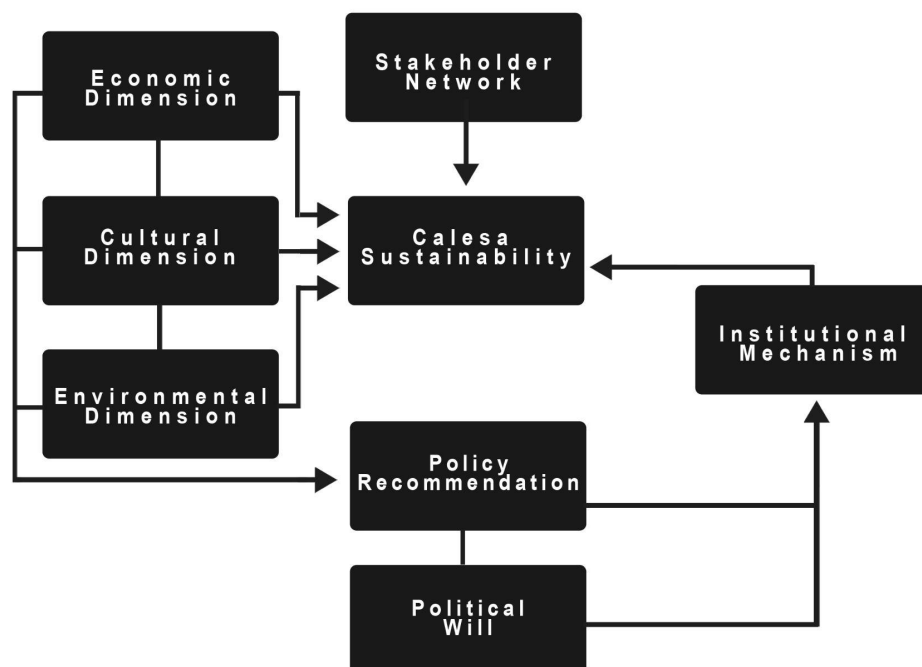 Economic
Dimension
Stakeholder
Network
Cultural
Dimension
Calesa
Sustainability
Institutional
Mechanism
Environmental
Dimension
Policy
Recommendation
Political
Will